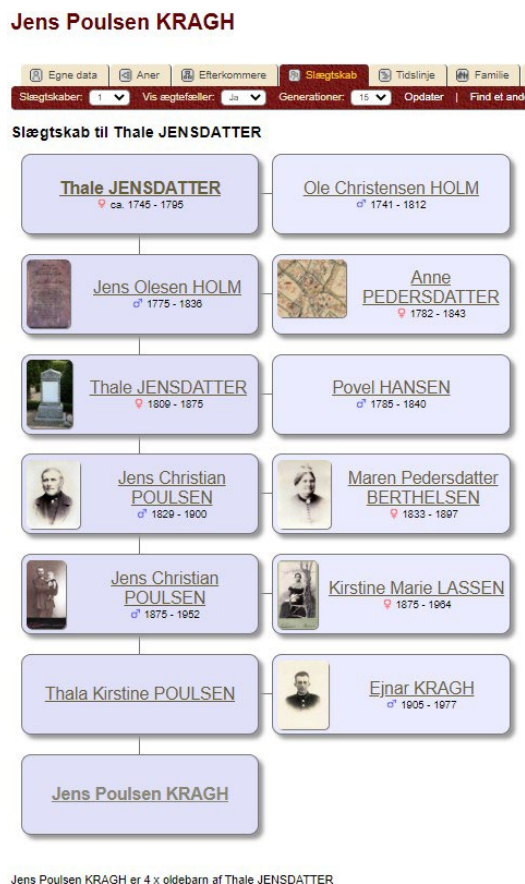 Jens Poulsen KRAGH
Egne data Aner Efterkommere Slægtskab Tidslinje Familie
Slægtskaber: 1 Vis ægtefæller: Ja Generationer: 15 Opdater | Find et and
Slægtskab til Thale JENSDATTER
Thale JENSDATTER
♀ ca. 1745 - 1795
Ole Christensen HOLM
♂ 1741 - 1812
Jens Olesen HOLM
♂ 1775 - 1836
Anne
PEDERSDATTER
♀ 1782 - 1843
Thale JENSDATTER
♀ 1809 - 1875
Povel HANSEN
♂ 1785 - 1840
Jens Christian
POULSEN
♂ 1829 - 1900
Maren Pedersdatter
BERTHELSEN
♀ 1833 - 1897
Jens Christian
POULSEN
♂ 1875 - 1952
Kirstine Marie LASSEN
♀ 1875 - 1964
Thala Kirstine POULSEN
Ejnar KRAGH
♂ 1905 - 1977
Jens Poulsen KRAGH
Jens Poulsen KRAGH er 4 x oldebarn af Thale JENSDATTER